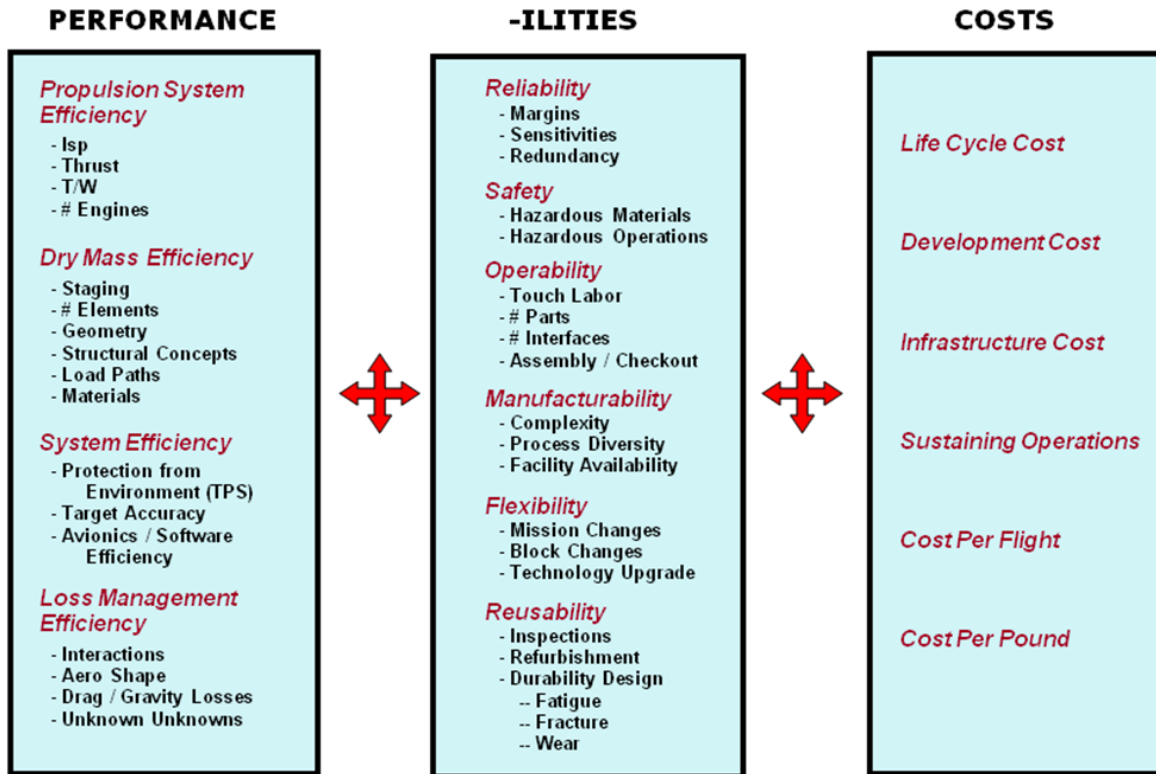 PERFORMANCE
Propulsion System
Efficiency
- Isp
- Thrust
- T/W
- # Engines
Dry Mass Efficiency
- Staging
- # Elements
- Geometry
- Structural Concepts
- Load Paths
- Materials
System Efficiency
- Protection from
Environment (TPS)
- Target Accuracy
- Avionics / Software
Efficiency
Loss Management
Efficiency
- Interactions
- Aero Shape
- Drag / Gravity Losses
- Unknown Unknowns
-ILITIES
Reliability
- Margins
- Sensitivities
- Redundancy
Safety
- Hazardous Materials
- Hazardous Operations
Operability
- Touch Labor
- # Parts
- # Interfaces
- Assembly / Checkout
Manufacturability
- Complexity
- Process Diversity
- Facility Availability
Flexibility
- Mission Changes
- Block Changes
- Technology Upgrade
Reusability
- Inspections
- Refurbishment
- Durability Design
-- Fatigue
-- Fracture
-- Wear
COSTS
Life Cycle Cost
Development Cost
Infrastructure Cost
Sustaining Operations
Cost Per Flight
Cost Per Pound